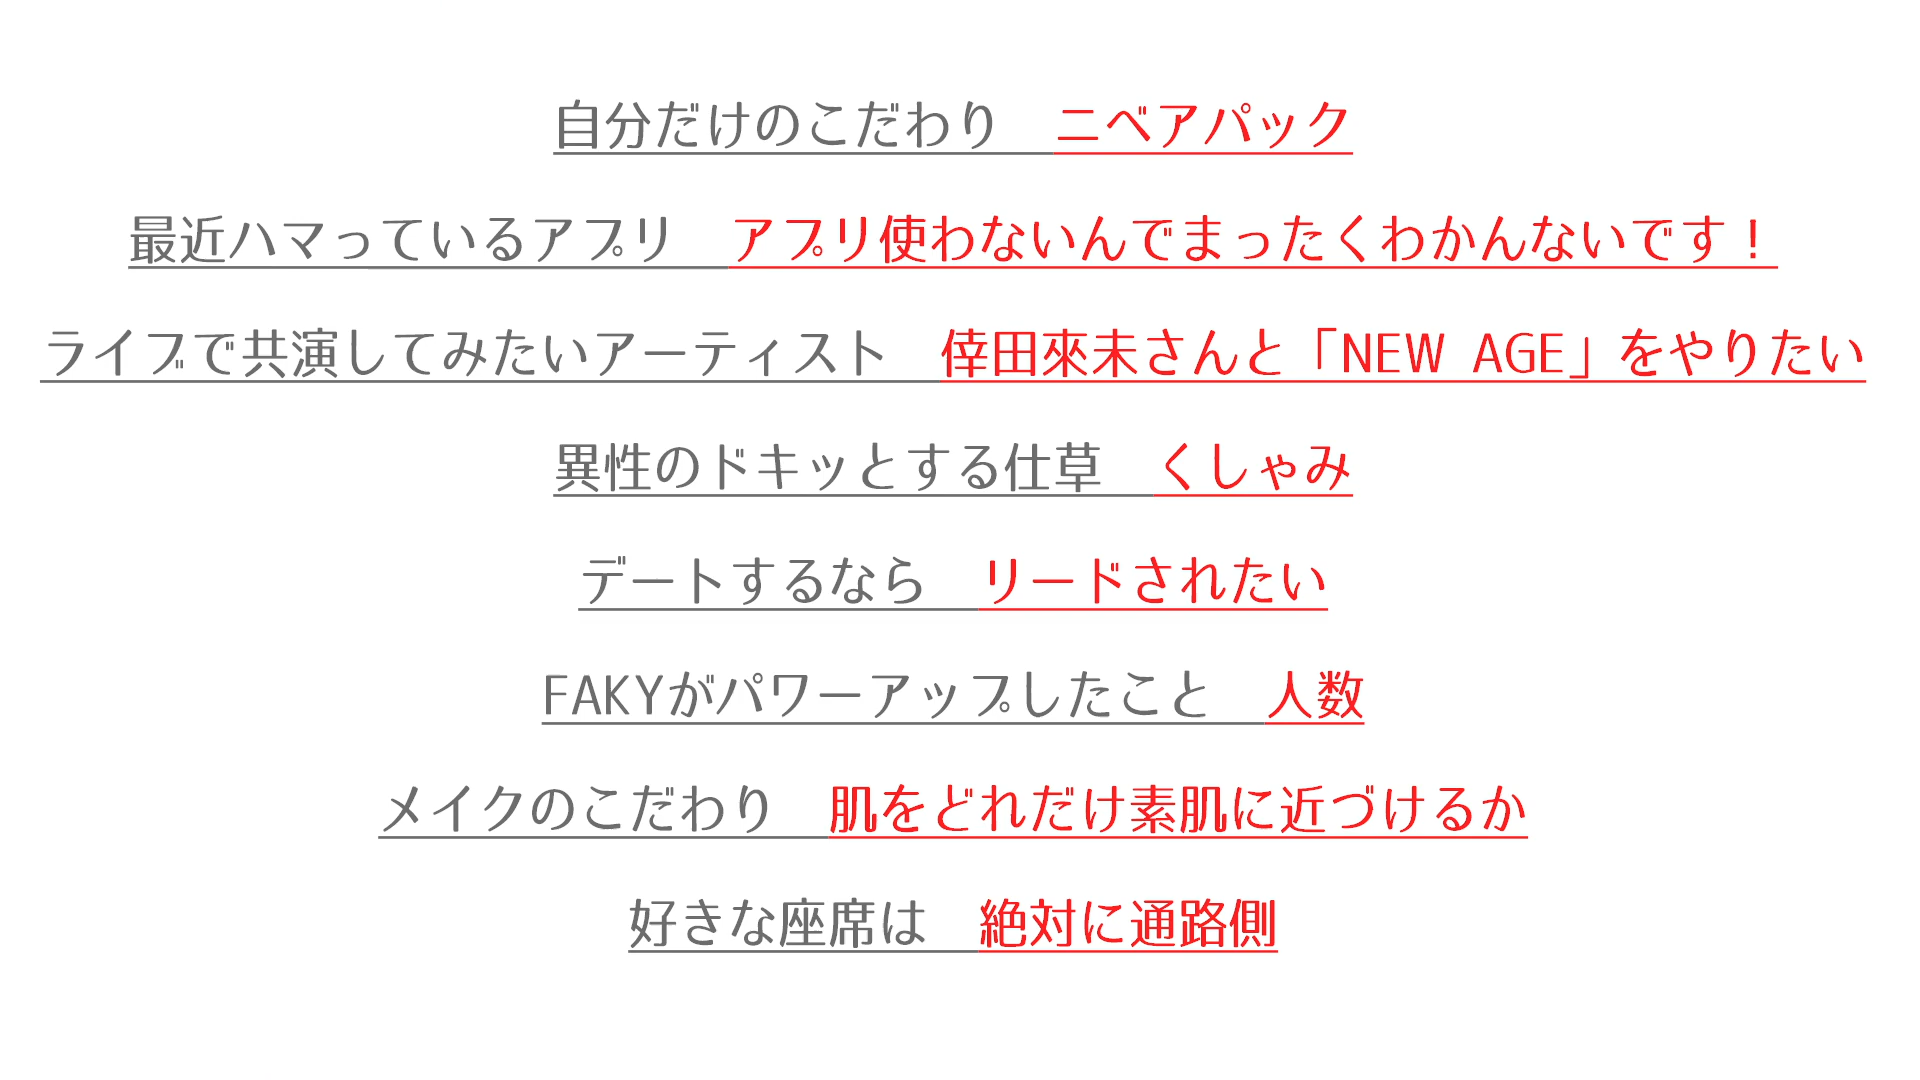 自分だけのこだわり　ニベアパック
最近ハマっているアプリ　アプリ使わないんでまったくわかんないです！
ライブで共演してみたいアーティスト　倖田來未さんと「NEW AGE」をやりたい
異性のドキッとする仕草　くしゃみ
デートするなら　リードされたい
FAKYがパワーアップしたこと　人数
メイクのこだわり　肌をどれだけ素肌に近づけるか
好きな座席は　絶対に通路側